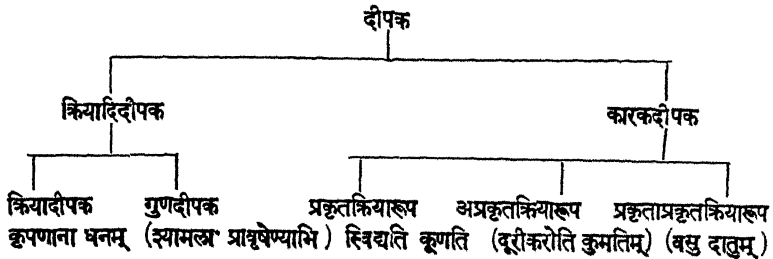 दीपक
क्रियादिदीपक कारकदीपक
क्रियादीपक गुणदीपक प्रकृतक्रियारूप अप्रकृतक्रियारूप प्रकृताप्रकृतक्रियारूप
कृपणाना धनम् (श्यामला प्रावृषेण्याभि) स्विद्यति कूणति (दूरीकरोति कुमतिम्) (वसु दातुम्)